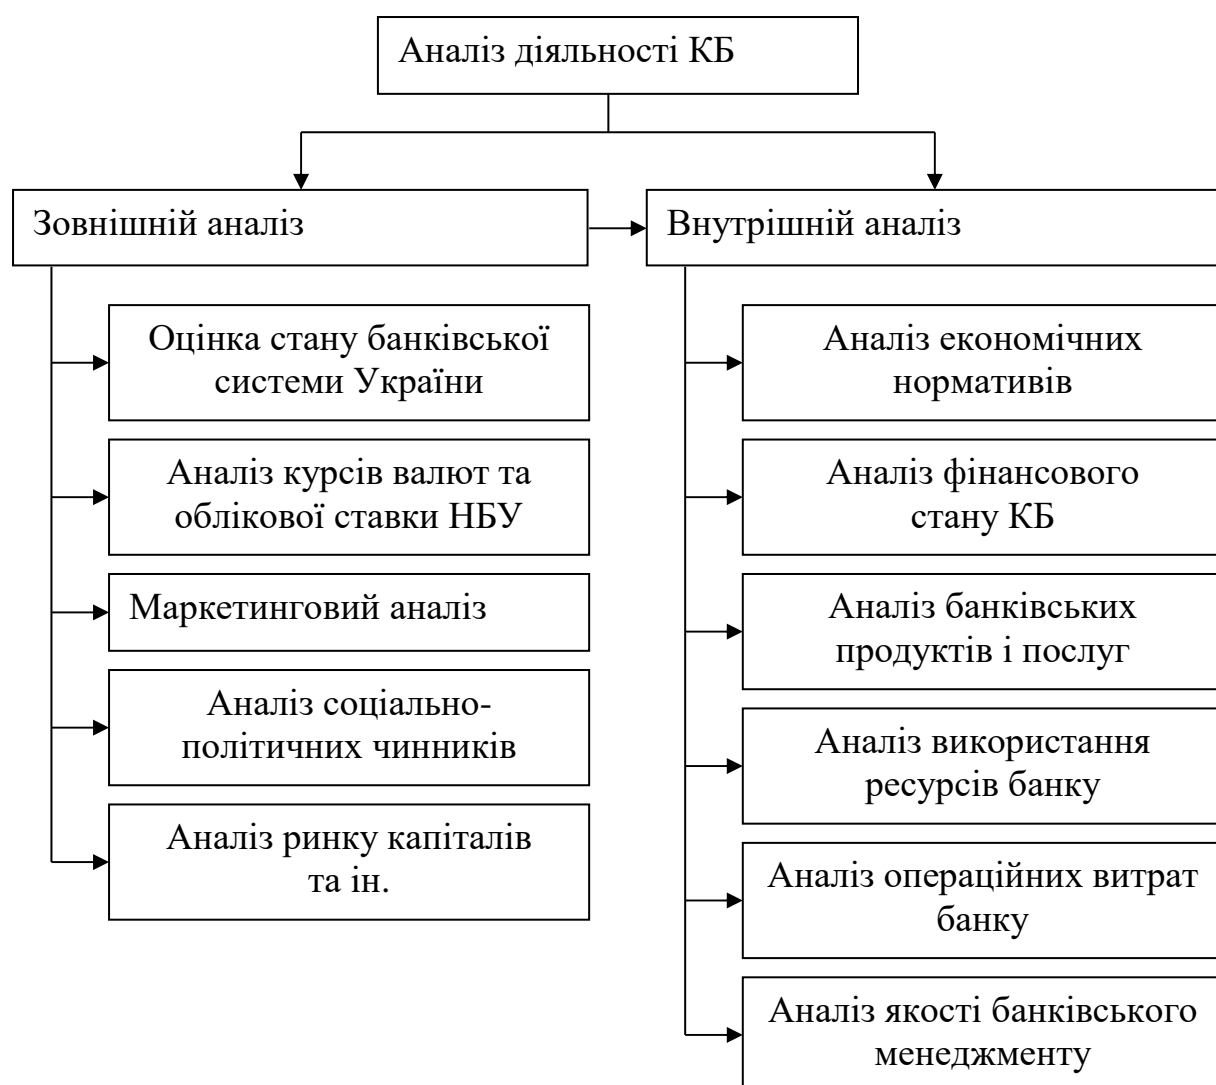 Аналіз діяльності КБ
Зовнішній аналіз
Оцінка стану банківської
системи України
Аналіз курсів валют та
облікової ставки НБУ
Маркетинговий аналіз
Аналіз соціально-
політичних чинників
Аналіз ринку капіталів
та ін.
Внутрішній аналіз
Аналіз економічних
нормативів
Аналіз фінансового
стану КБ
Аналіз банківських
продуктів і послуг
Аналіз використання
ресурсів банку
Аналіз операційних витрат
банку
Аналіз якості банківського
менеджменту